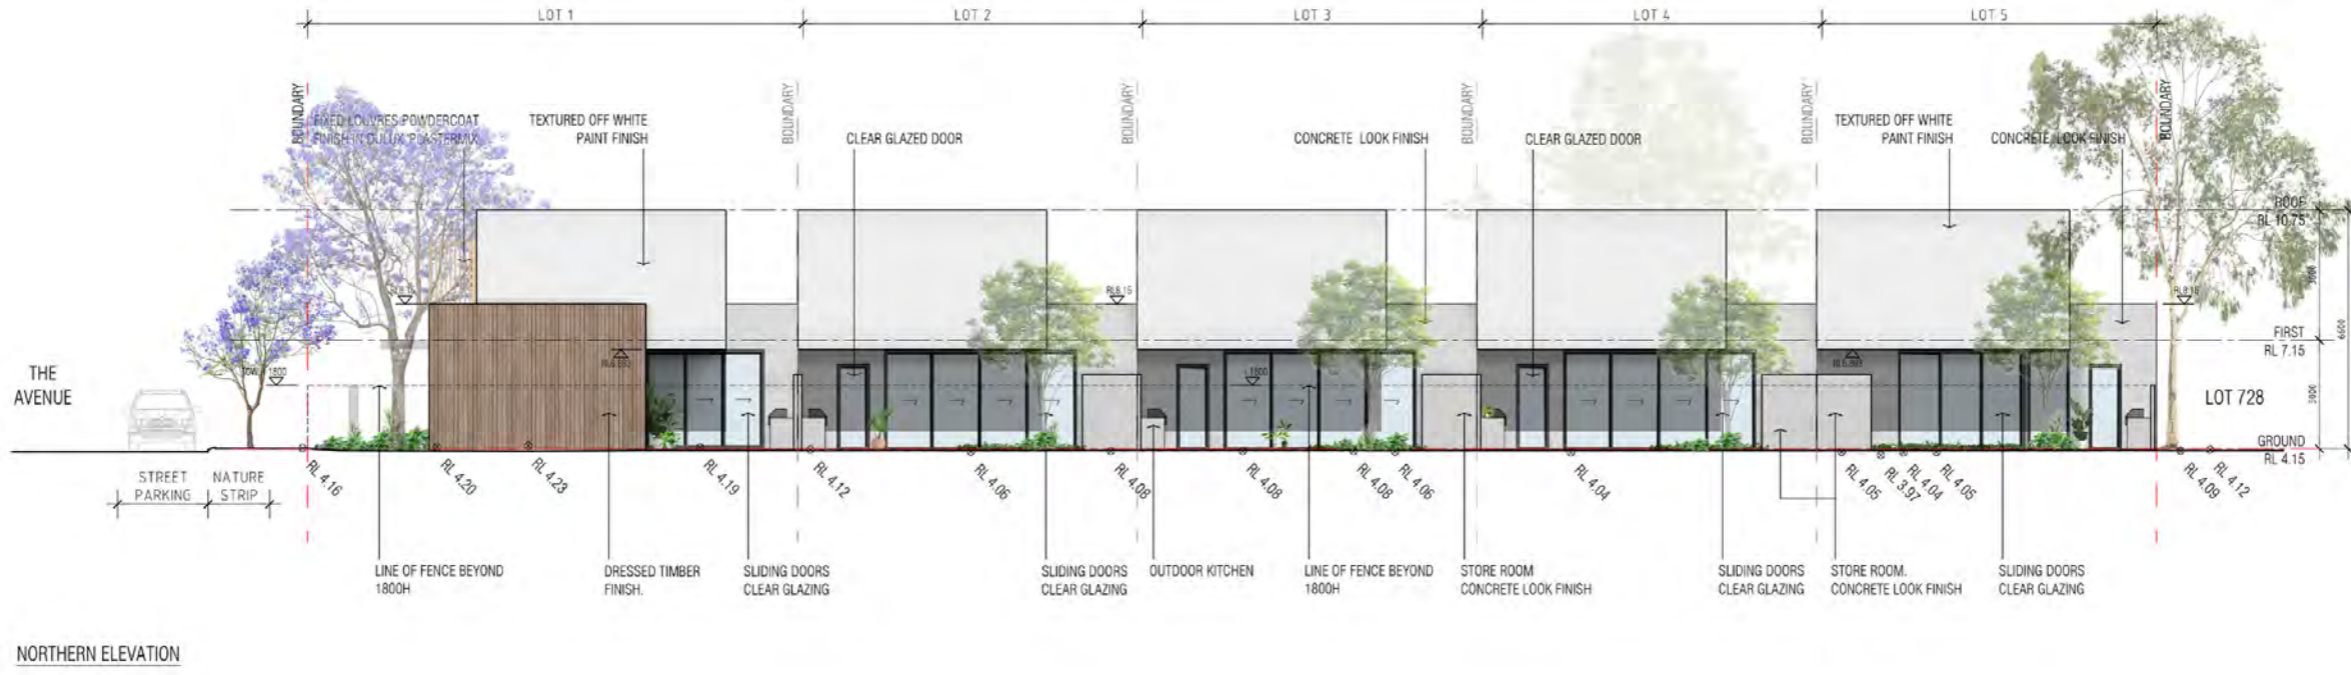 LOT 1
LOT 2
LOT 3
LOT 4
LOT 5
BOUNDARY
FIXED LOUVRES POWDERCOAT
FINISH IN DULUX 'PLASTERMIX'
TEXTURED OFF WHITE
PAINT FINISH
BOUNDARY
CLEAR GLAZED DOOR
BOUNDARY
CONCRETE LOOK FINISH
BOUNDARY
CLEAR GLAZED DOOR
BOUNDARY
TEXTURED OFF WHITE
PAINT FINISH
CONCRETE LOOK FINISH
BOUNDARY
ROOF
RL 10.75
RL8.15
RL8.15
FIRST
RL 7.15
6600
3000
THE
AVENUE
1800
1800
LOT 728
GROUND
RL 4.15
STREET
PARKING
NATURE
STRIP
RL 4.16
RL 4.20
RL 4.23
RL 4.19
RL 4.12
RL 4.06
RL 4.08
RL 4.08
RL 4.08
RL 4.06
RL 4.04
RL 4.05
RL 3.97
RL 4.04
RL 4.05
RL 4.09
RL 4.12
LINE OF FENCE BEYOND
1800H
DRESSED TIMBER
FINISH.
SLIDING DOORS
CLEAR GLAZING
SLIDING DOORS
CLEAR GLAZING
OUTDOOR KITCHEN
LINE OF FENCE BEYOND
1800H
STORE ROOM
CONCRETE LOOK FINISH
SLIDING DOORS
CLEAR GLAZING
STORE ROOM.
CONCRETE LOOK FINISH
SLIDING DOORS
CLEAR GLAZING
NORTHERN ELEVATION